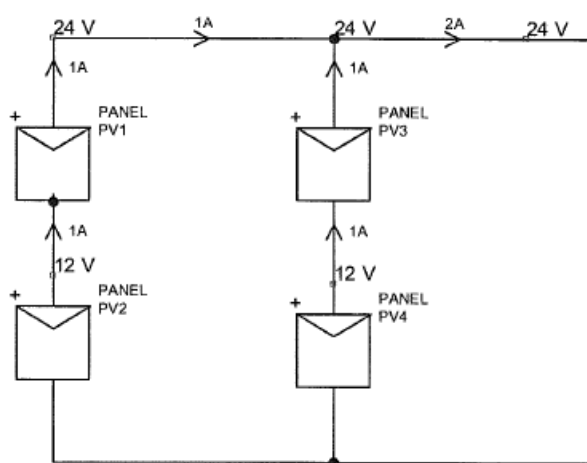 24 V
1A
24 V
2A
24 V
1A
1A
+
PANEL
PV1
+
PANEL
PV3
1A
1A
12 V
12 V
+
PANEL
PV2
+
PANEL
PV4